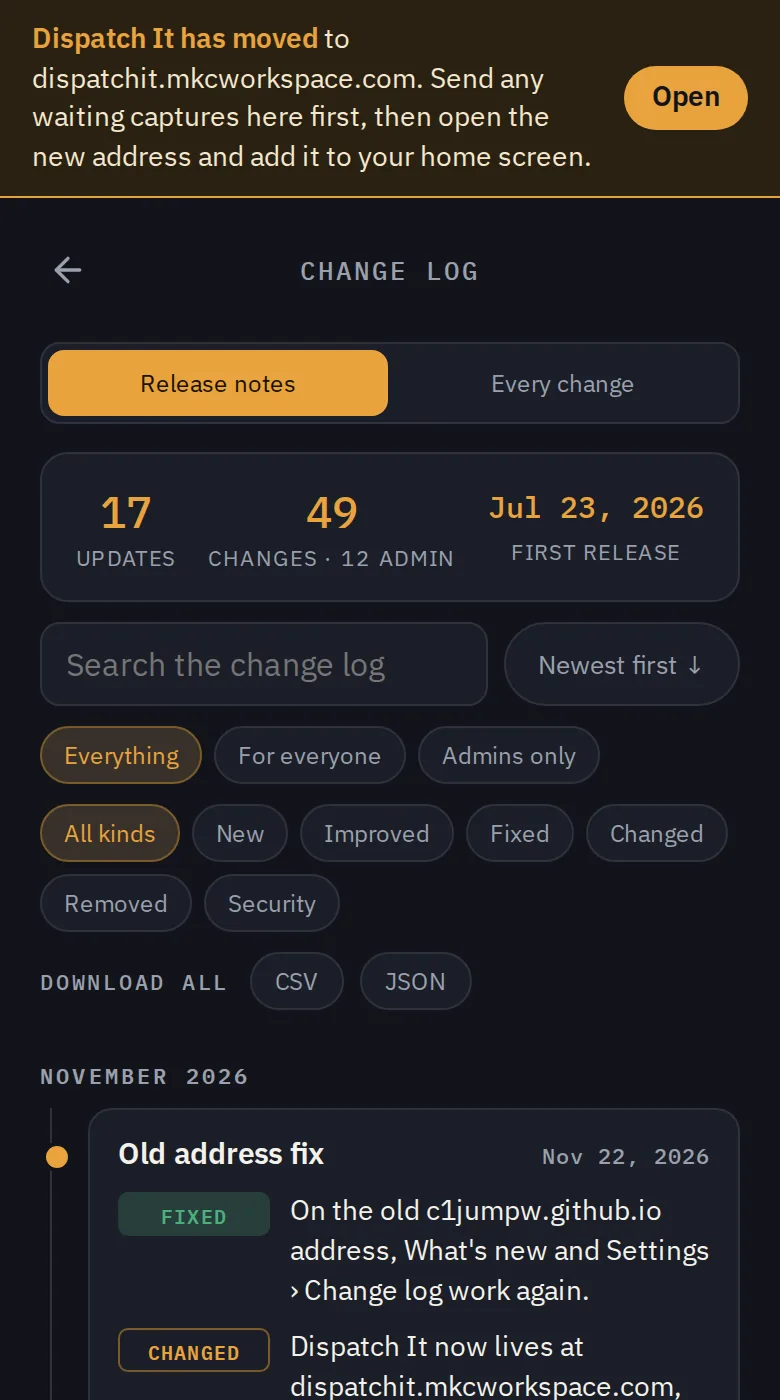 Dispatch It has moved to
dispatchit.mkcworkspace.com. Send any
waiting captures here first, then open the
new address and add it to your home screen.
Open
← CHANGE LOG
Release notes
Every change
17
UPDATES
49
CHANGES · 12 ADMIN
Jul 23, 2026
FIRST RELEASE
Search the change log
Newest first ↓
Everything
For everyone
Admins only
All kinds
New
Improved
Fixed
Changed
Removed
Security
DOWNLOAD ALL
CSV
JSON
NOVEMBER 2026
Old address fix
Nov 22, 2026
FIXED
On the old c1jumpw.github.io
address, What's new and Settings
› Change log work again.
CHANGED
Dispatch It now lives at
dispatchit.mkcworkspace.com,